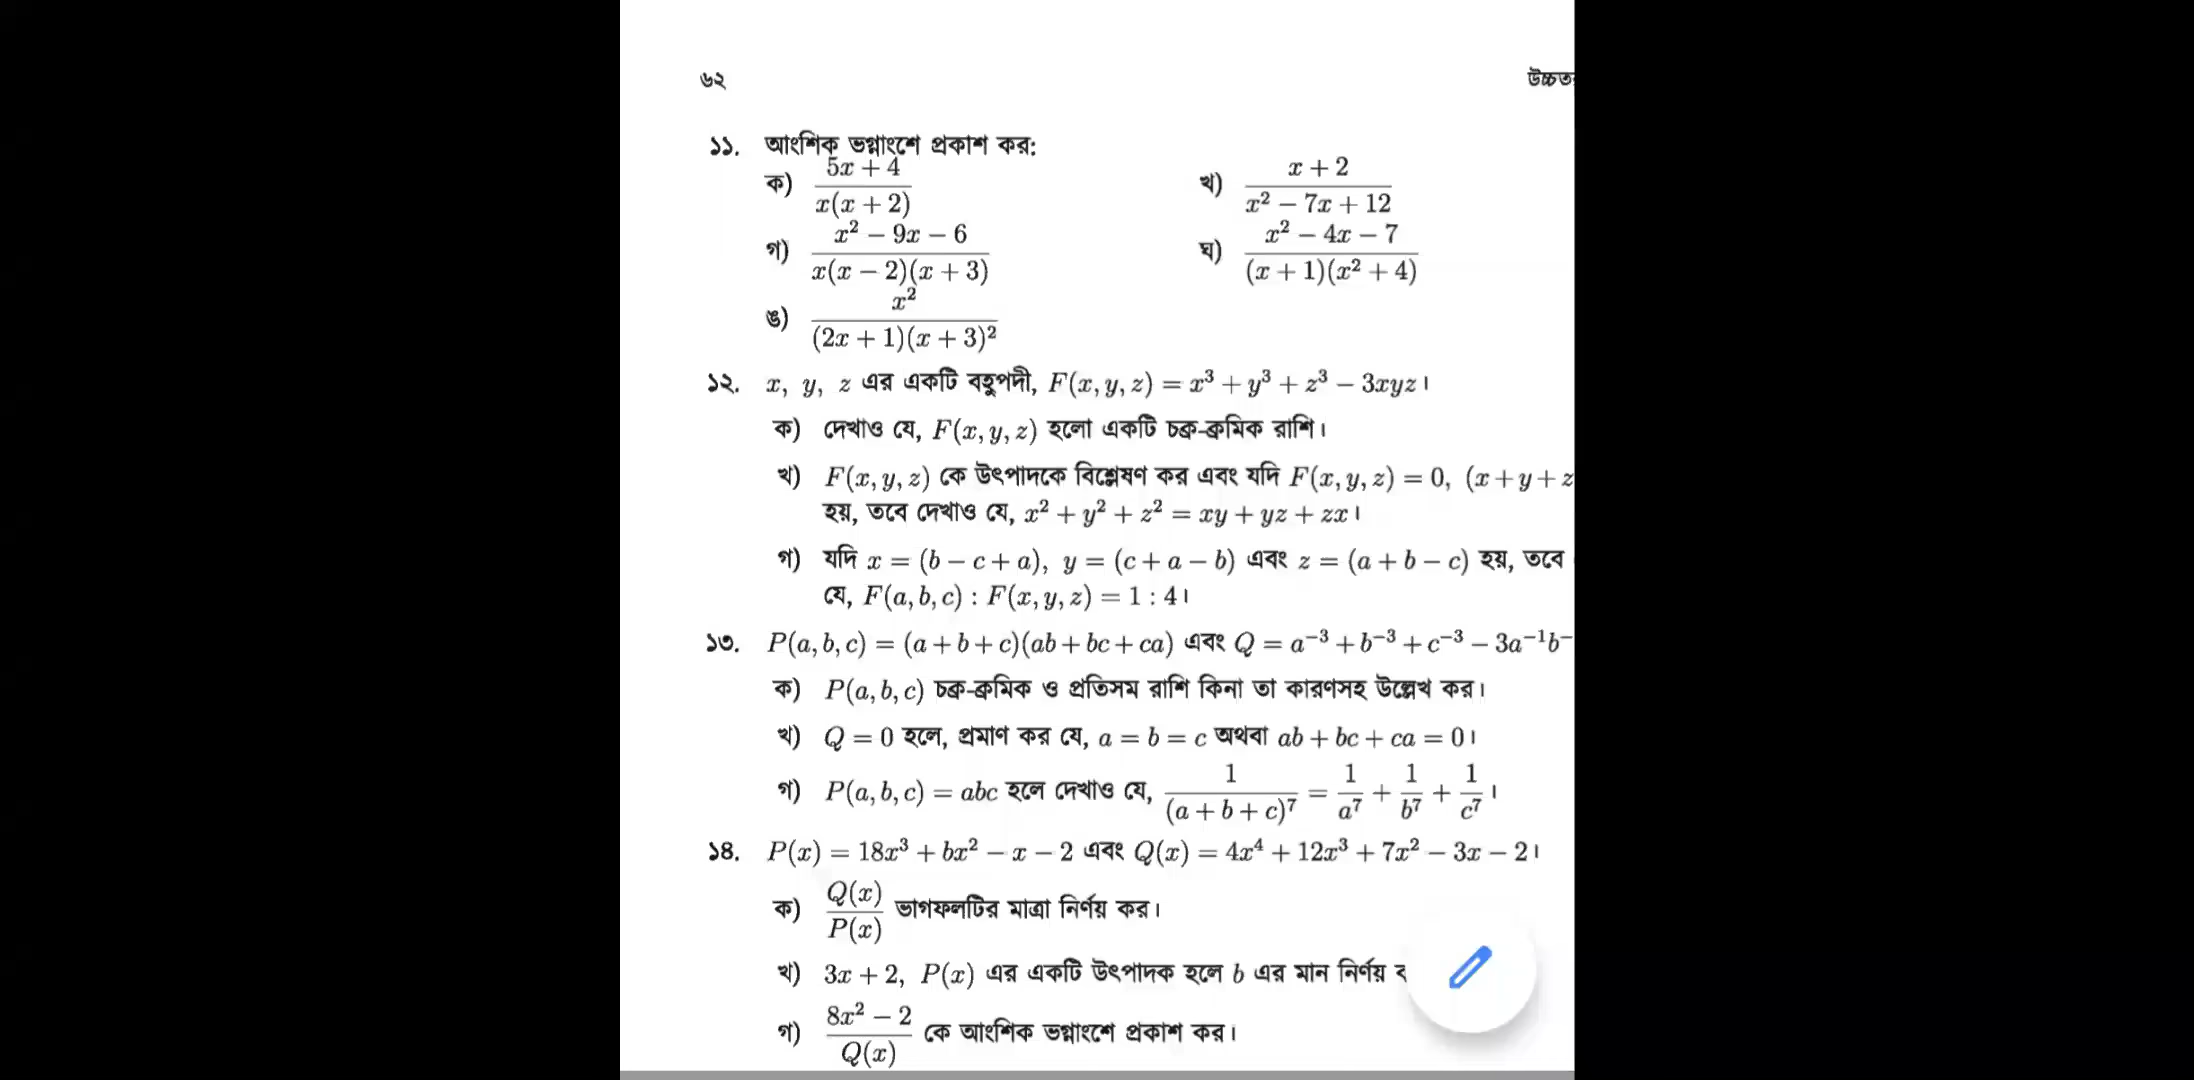 ৬২ উচ্চতর
১১. আংশিক ভগ্নাংশে প্রকাশ কর:
ক) (5x + 4)/(x(x + 2)) খ) (x + 2)/(x² − 7x + 12)
গ) (x² − 9x − 6)/(x(x − 2)(x + 3)) ঘ) (x² − 4x − 7)/((x + 1)(x² + 4))
ঙ) x²/((2x + 1)(x + 3)²)
১২. x, y, z এর একটি বহুপদী, F(x, y, z) = x³ + y³ + z³ − 3xyz।
ক) দেখাও যে, F(x, y, z) হলো একটি চক্র-ক্রমিক রাশি।
খ) F(x, y, z) কে উৎপাদকে বিশ্লেষণ কর এবং যদি F(x, y, z) = 0, (x + y + z
হয়, তবে দেখাও যে, x² + y² + z² = xy + yz + zx।
গ) যদি x = (b − c + a), y = (c + a − b) এবং z = (a + b − c) হয়, তবে
যে, F(a, b, c) : F(x, y, z) = 1 : 4।
১৩. P(a, b, c) = (a + b + c)(ab + bc + ca) এবং Q = a⁻³ + b⁻³ + c⁻³ − 3a⁻¹b⁻
ক) P(a, b, c) চক্র-ক্রমিক ও প্রতিসম রাশি কিনা তা কারণসহ উল্লেখ কর।
খ) Q = 0 হলে, প্রমাণ কর যে, a = b = c অথবা ab + bc + ca = 0।
গ) P(a, b, c) = abc হলে দেখাও যে, 1/(a + b + c)⁷ = 1/a⁷ + 1/b⁷ + 1/c⁷।
১৪. P(x) = 18x³ + bx² − x − 2 এবং Q(x) = 4x⁴ + 12x³ + 7x² − 3x − 2।
ক) Q(x)/P(x) ভাগফলটির মাত্রা নির্ণয় কর।
খ) 3x + 2, P(x) এর একটি উৎপাদক হলে b এর মান নির্ণয়
গ) (8x² − 2)/Q(x) কে আংশিক ভগ্নাংশে প্রকাশ কর।